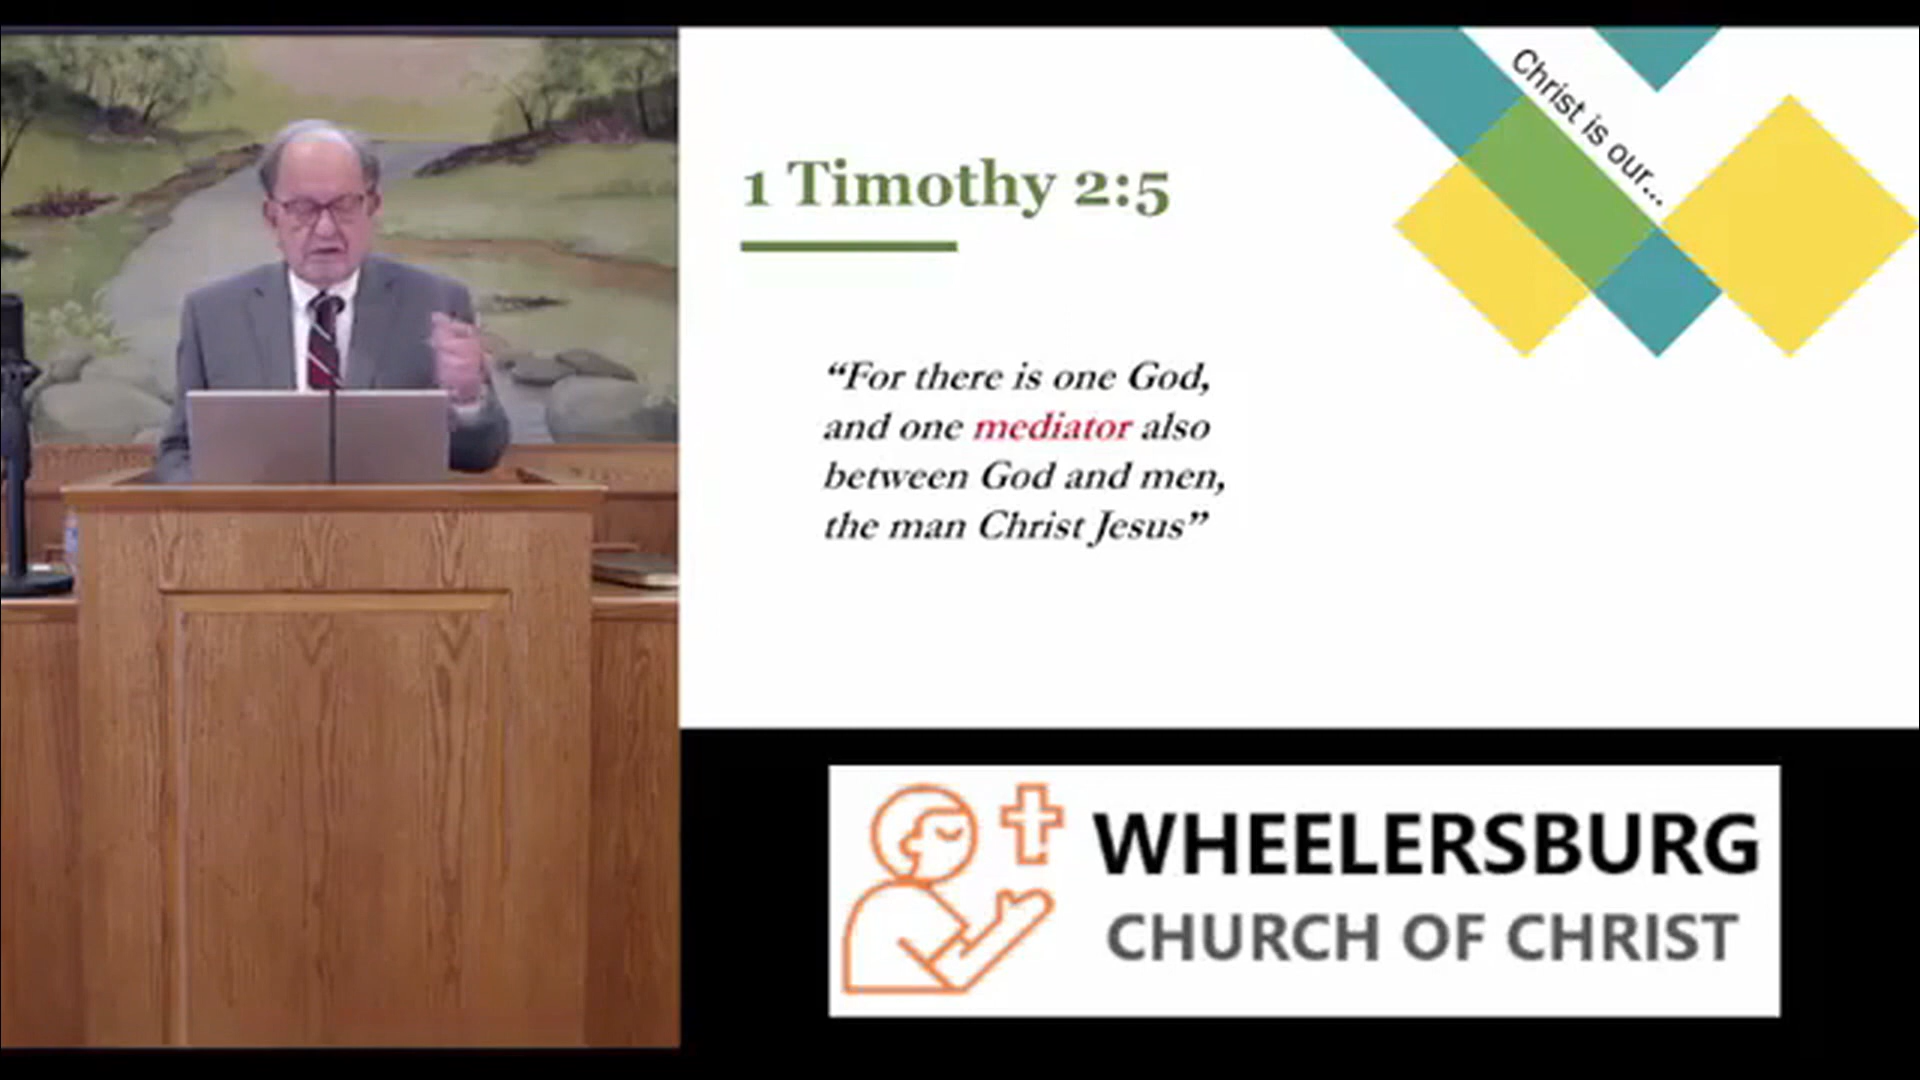 Christ is our...
1 Timothy 2:5
“For there is one God,
and one mediator also
between God and men,
the man Christ Jesus”
WHEELERSBURG
CHURCH OF CHRIST